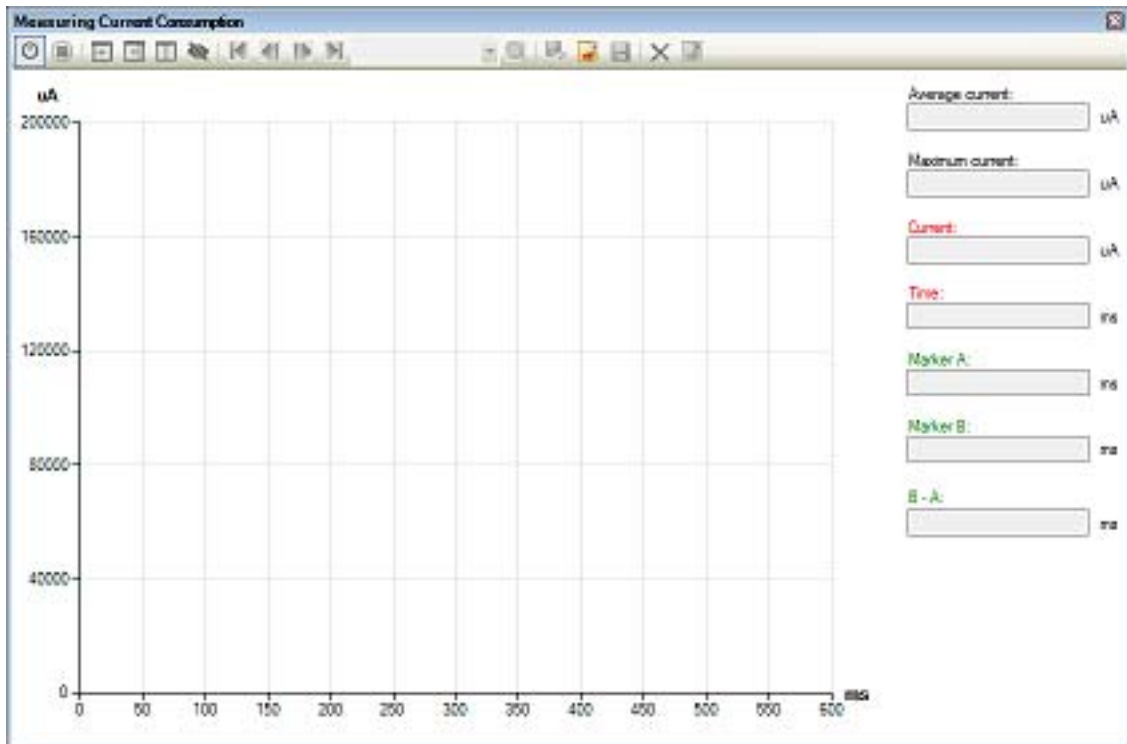 Measuring Current Consumption
uA
200000
160000
120000
80000
40000
0
0 50 100 150 200 250 300 350 400 450 500 550 600 ms
Average current:
uA
Maximum current:
uA
Current:
uA
Time:
ms
Marker A:
ms
Marker B:
ms
B - A:
ms